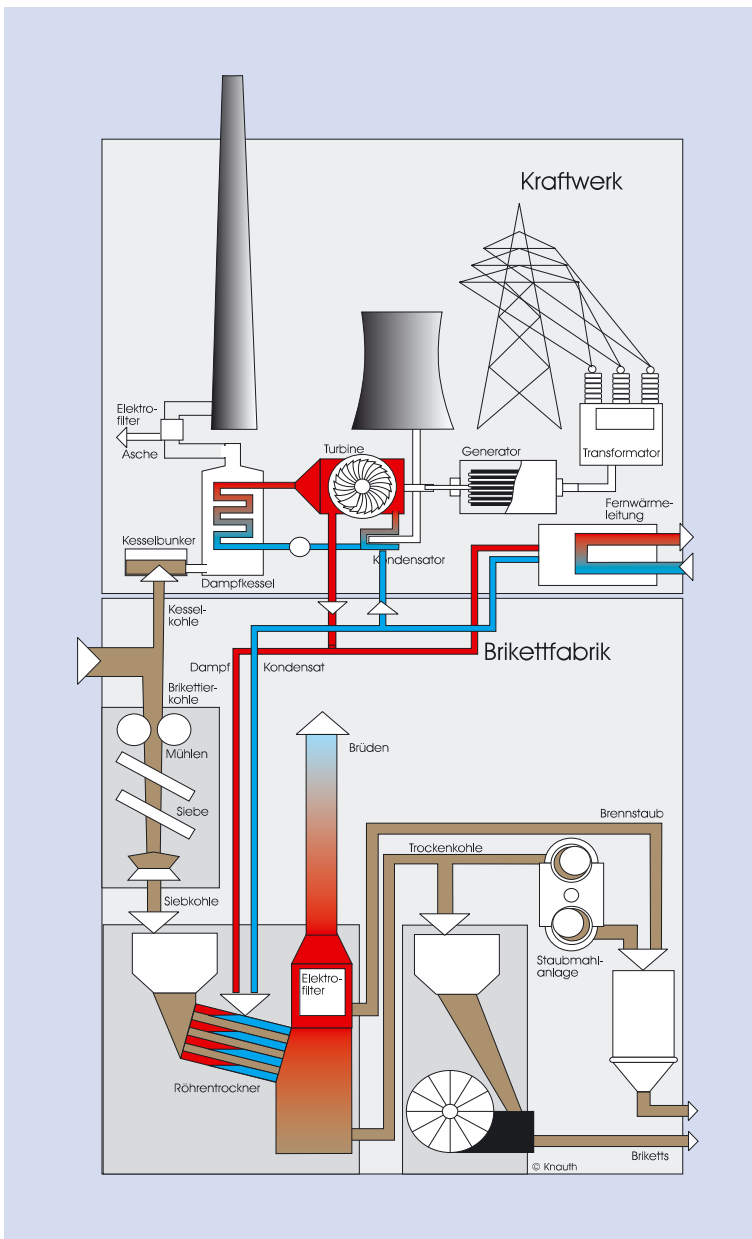 Kraftwerk
Elektro-
filter
Asche
Turbine
Generator
Transformator
Fernwärme-
leitung
Kesselbunker
Dampfkessel
Kondensator
Kessel-
kohle
Brikettfabrik
Dampf
Kondensat
Brikettier-
kohle
Mühlen
Brüden
Siebe
Brennstaub
Trockenkohle
Siebkohle
Staubmahl-
anlage
Elektro-
filter
Röhrentrockner
Briketts
© Knauth